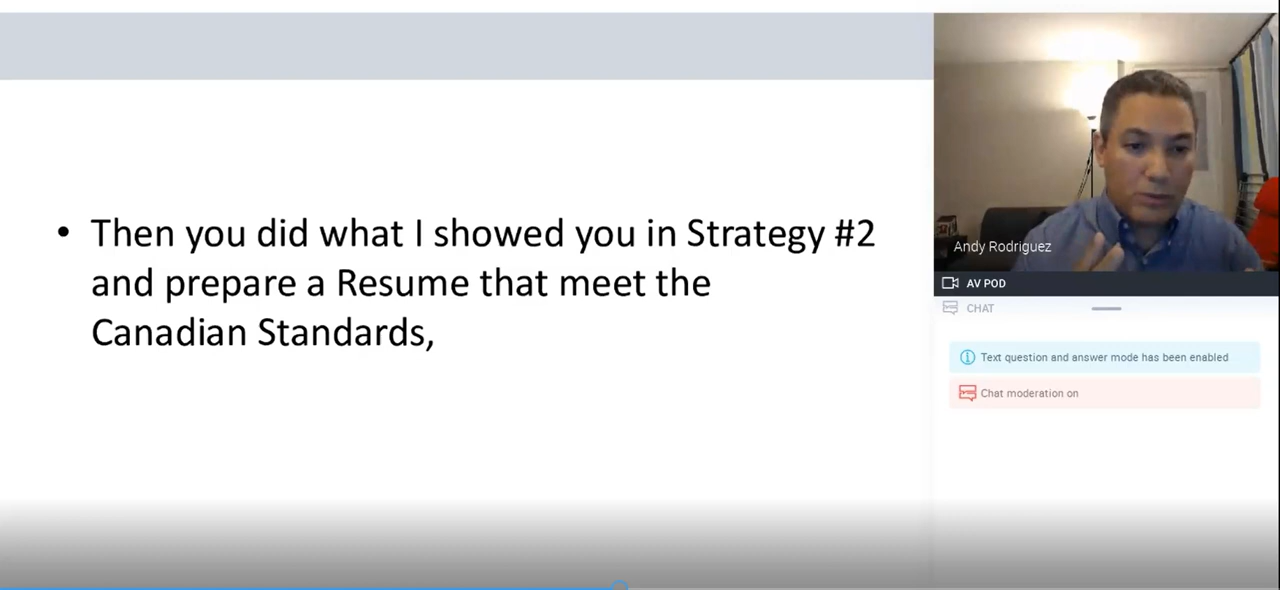 • Then you did what I showed you in Strategy #2
and prepare a Resume that meet the
Canadian Standards,
Andy Rodriguez
AV POD
CHAT
Text question and answer mode has been enabled
Chat moderation on